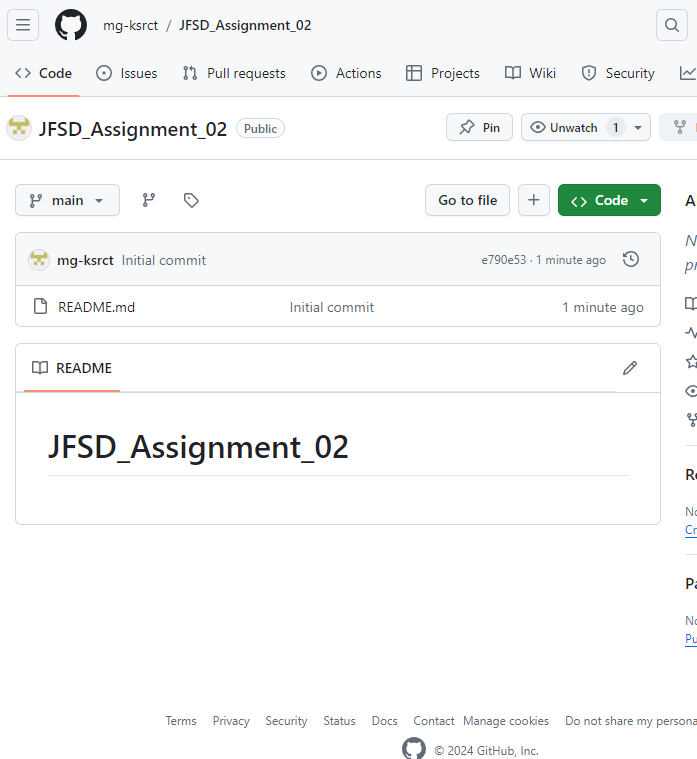 mg-ksrct / JFSD_Assignment_02
Code Issues Pull requests Actions Projects Wiki Security
JFSD_Assignment_02 Public Pin Unwatch 1
main Go to file + Code
mg-ksrct Initial commit e790e53 · 1 minute ago
README.md Initial commit 1 minute ago
README
JFSD_Assignment_02
Terms Privacy Security Status Docs Contact Manage cookies Do not share my persona
© 2024 GitHub, Inc.